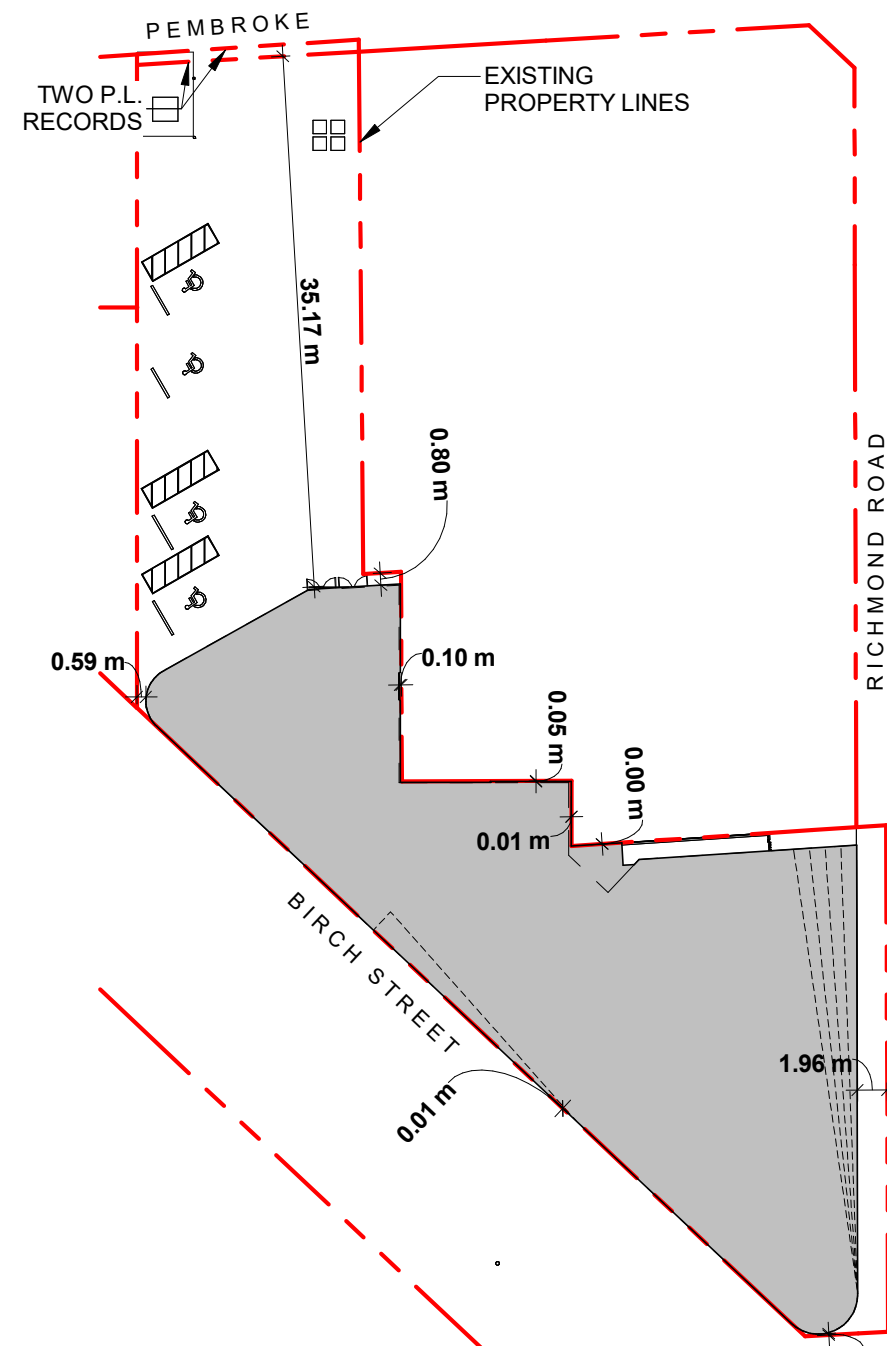 PEMBROKE
EXISTING
PROPERTY LINES
TWO P.L.
RECORDS
35.17 m
0.80 m
RICHMOND ROAD
0.59 m
0.10 m
0.05 m
0.00 m
0.01 m
BIRCH STREET
1.96 m
0.01 m